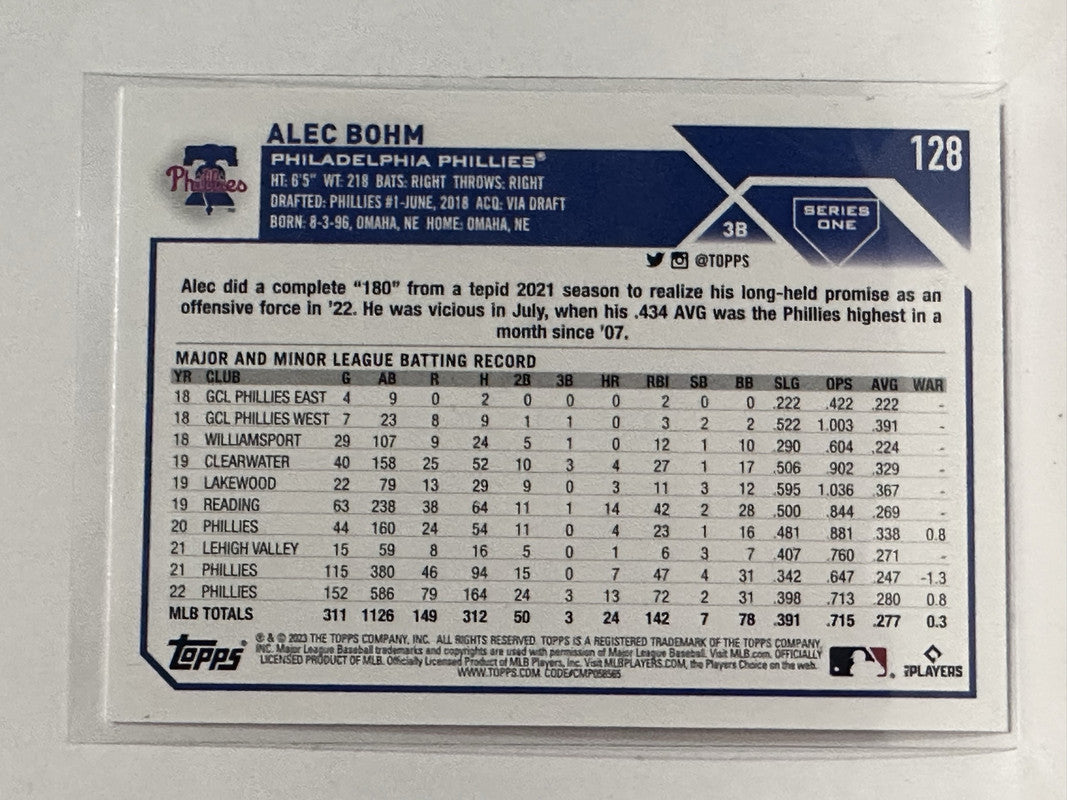 ALEC BOHM
128
Phillies
PHILADELPHIA PHILLIES®
HT: 6'5" WT: 218 BATS: RIGHT THROWS: RIGHT
DRAFTED: PHILLIES #1-JUNE, 2018 ACQ: VIA DRAFT
BORN: 8-3-96, OMAHA, NE HOME: OMAHA, NE
3B
SERIES
ONE
@TOPPS
Alec did a complete “180” from a tepid 2021 season to realize his long-held promise as an
offensive force in ’22. He was vicious in July, when his .434 AVG was the Phillies highest in a
month since ’07.
MAJOR AND MINOR LEAGUE BATTING RECORD
YR CLUB G AB R H 2B 3B HR RBI SB BB SLG OPS AVG WAR
18 GCL PHILLIES EAST 4 9 0 2 0 0 0 2 0 0 .222 .422 .222 -
18 GCL PHILLIES WEST 7 23 8 9 1 1 0 3 2 2 .522 1.003 .391 -
18 WILLIAMSPORT 29 107 9 24 5 1 0 12 1 10 .290 .604 .224 -
19 CLEARWATER 40 158 25 52 10 3 4 27 1 17 .506 .902 .329 -
19 LAKEWOOD 22 79 13 29 9 0 3 11 3 12 .595 1.036 .367 -
19 READING 63 238 38 64 11 1 14 42 2 28 .500 .844 .269 -
20 PHILLIES 44 160 24 54 11 0 4 23 1 16 .481 .881 .338 0.8
21 LEHIGH VALLEY 15 59 8 16 5 0 1 6 3 7 .407 .760 .271 -
21 PHILLIES 115 380 46 94 15 0 7 47 4 31 .342 .647 .247 -1.3
22 PHILLIES 152 586 79 164 24 3 13 72 2 31 .398 .713 .280 0.8
MLB TOTALS 311 1126 149 312 50 3 24 142 7 78 .391 .715 .277 0.3
Topps®
® & © 2023 THE TOPPS COMPANY, INC. ALL RIGHTS RESERVED. TOPPS IS A REGISTERED TRADEMARK OF THE TOPPS COMPANY,
INC. Major League Baseball trademarks and copyrights are used with permission of Major League Baseball. Visit MLB.com. OFFICIALLY
LICENSED PRODUCT OF MLB. Officially Licensed Product of MLB Players, Inc. Visit MLBPLAYERS.COM, the Players Choice on the web.
WWW.TOPPS.COM CODE#CMP058565
PLAYERS